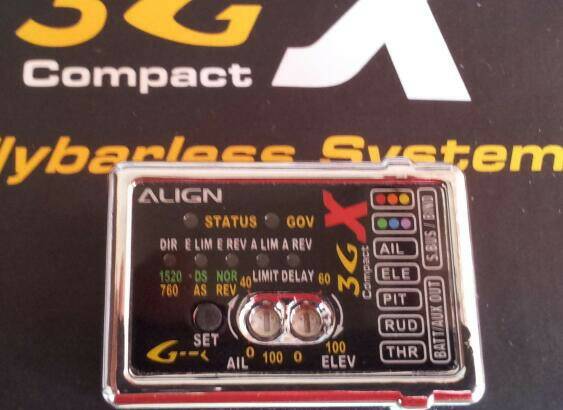 3G X
Compact
lybarless System
ALIGN
STATUS GOV
DIR E LIM E REV A LIM A REV
1520 DS NOR LIMIT DELAY
760 AS REV 40 60
SET
G
AIL 0 100 0 100 ELEV
3G X
Compact
AIL
ELE
PIT
RUD
THR
S.BUS / BIND
BATT/AUX OUT